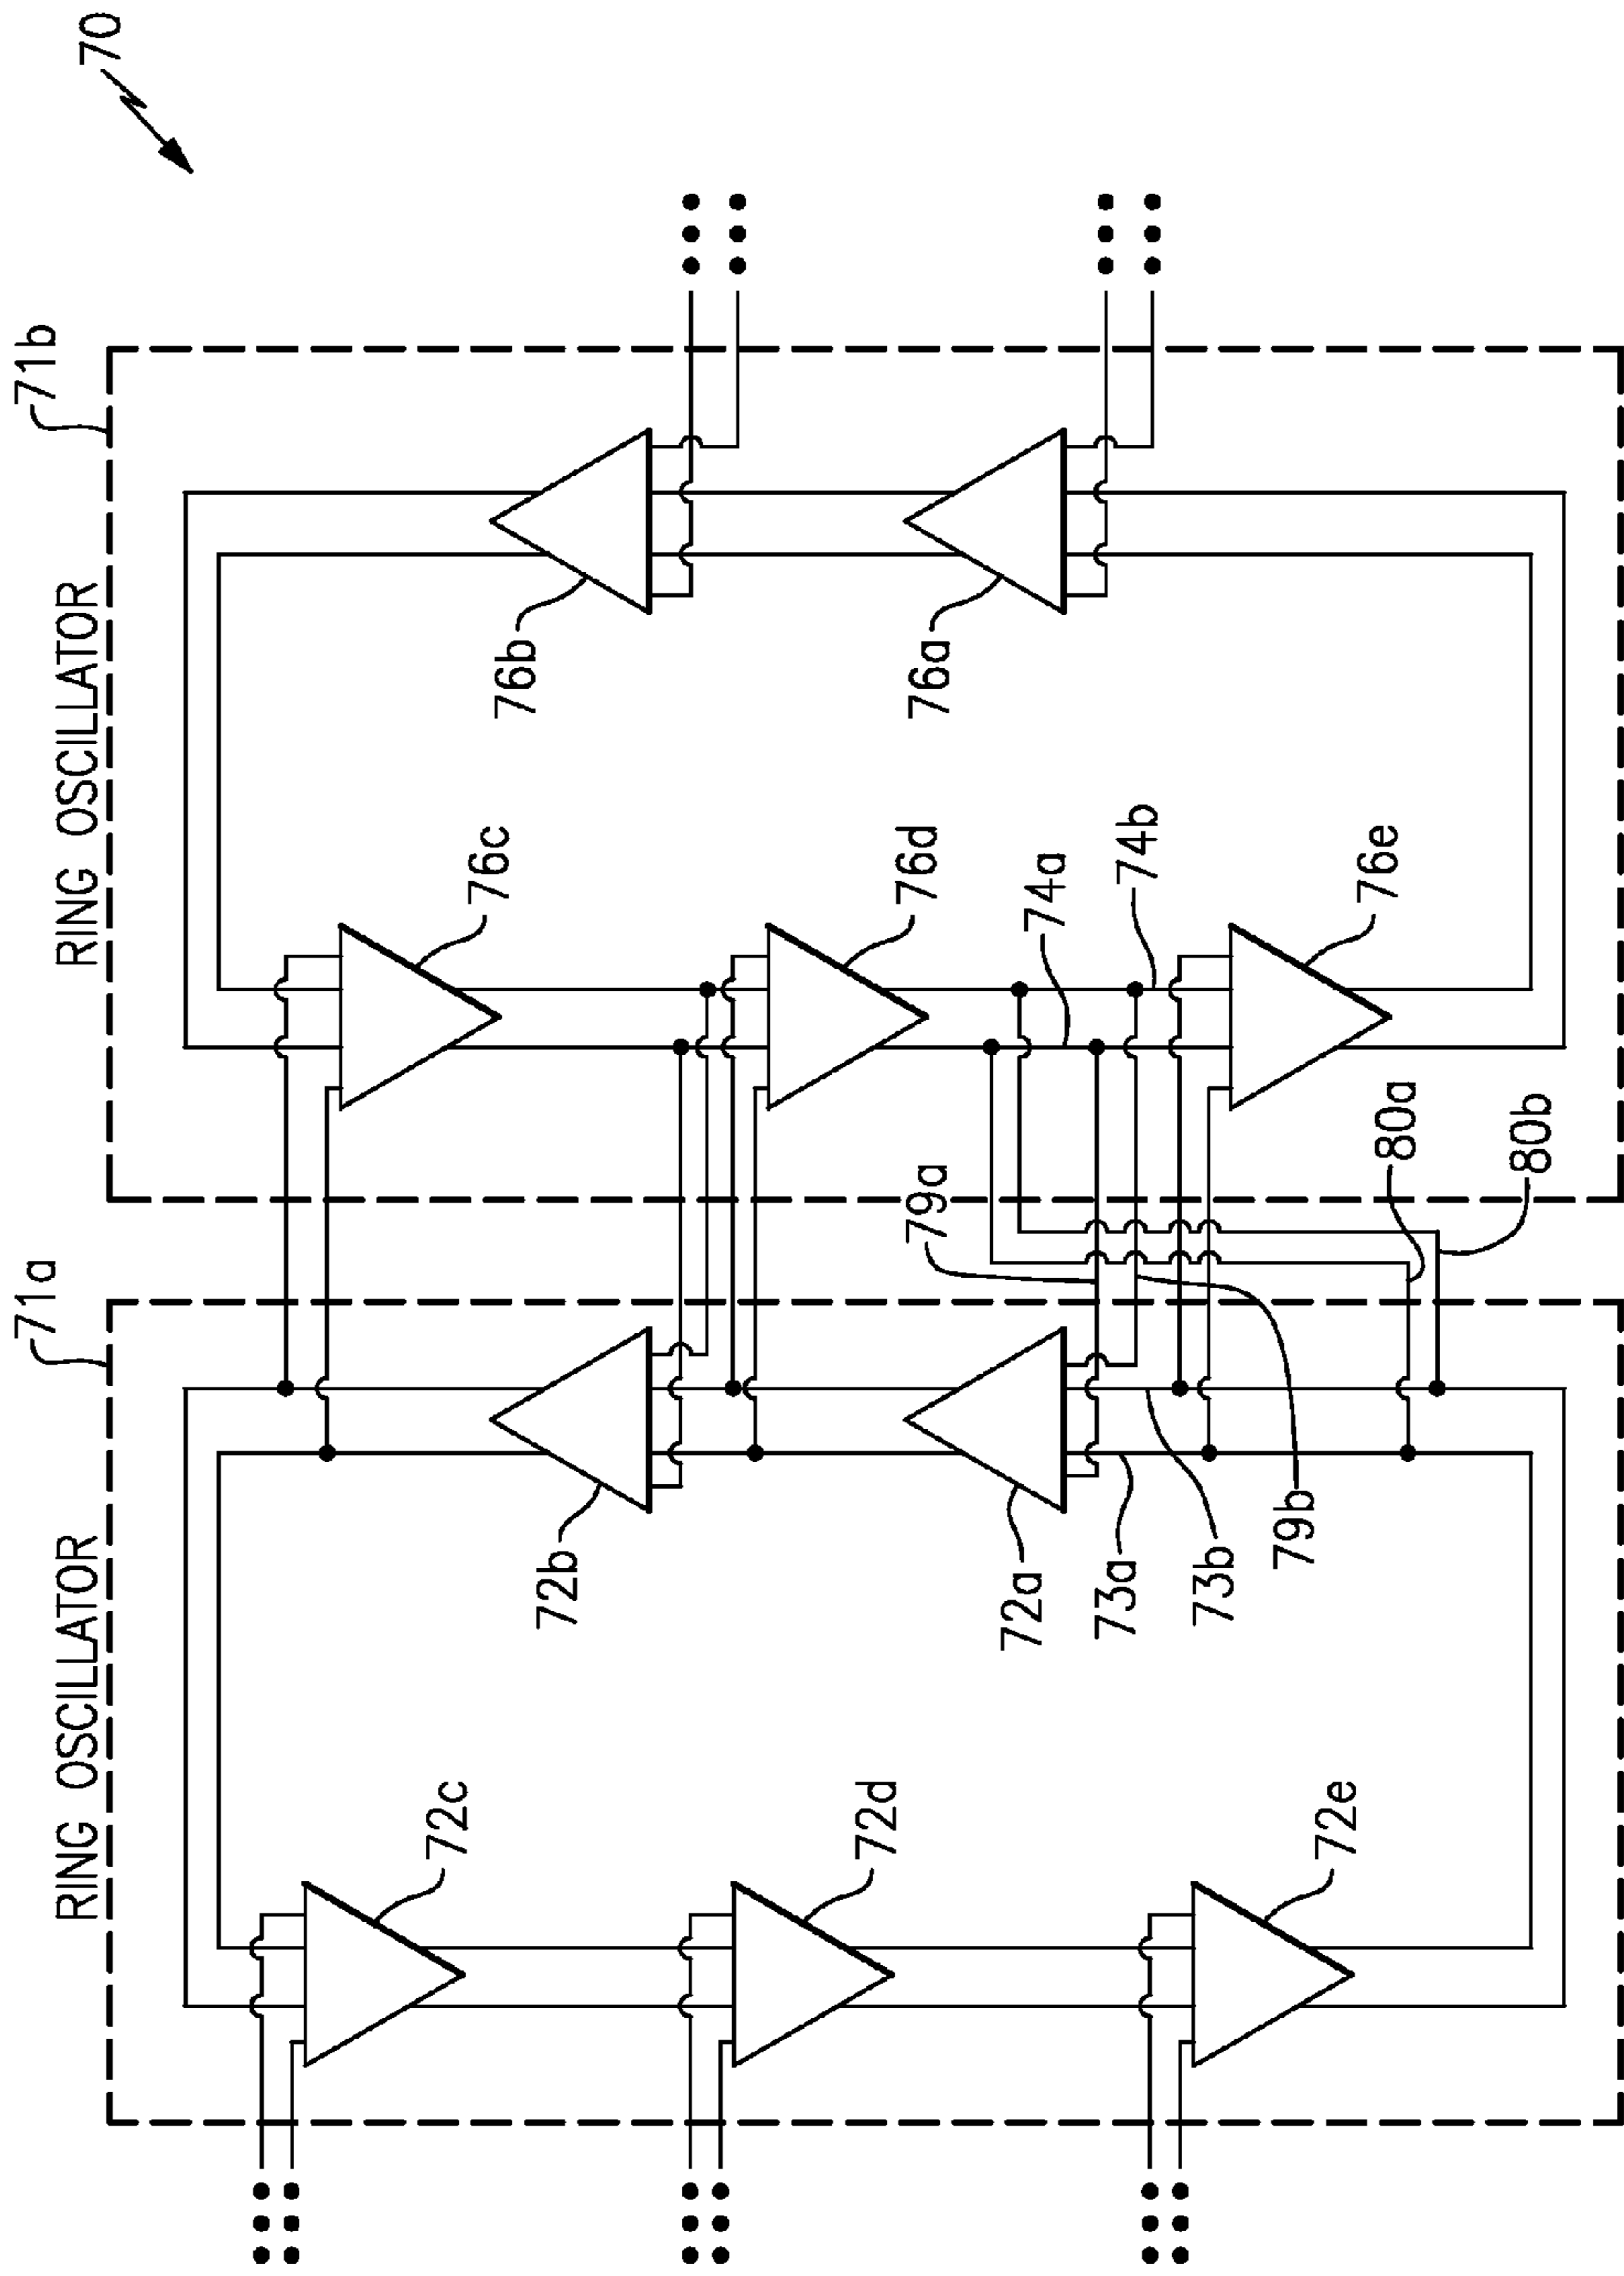 70
71a
71b
RING OSCILLATOR
RING OSCILLATOR
72c
72b
76c
76b
72d
72a
79a
76d
76a
73a
74a
73b
79b
74b
72e
80a
80b
76e